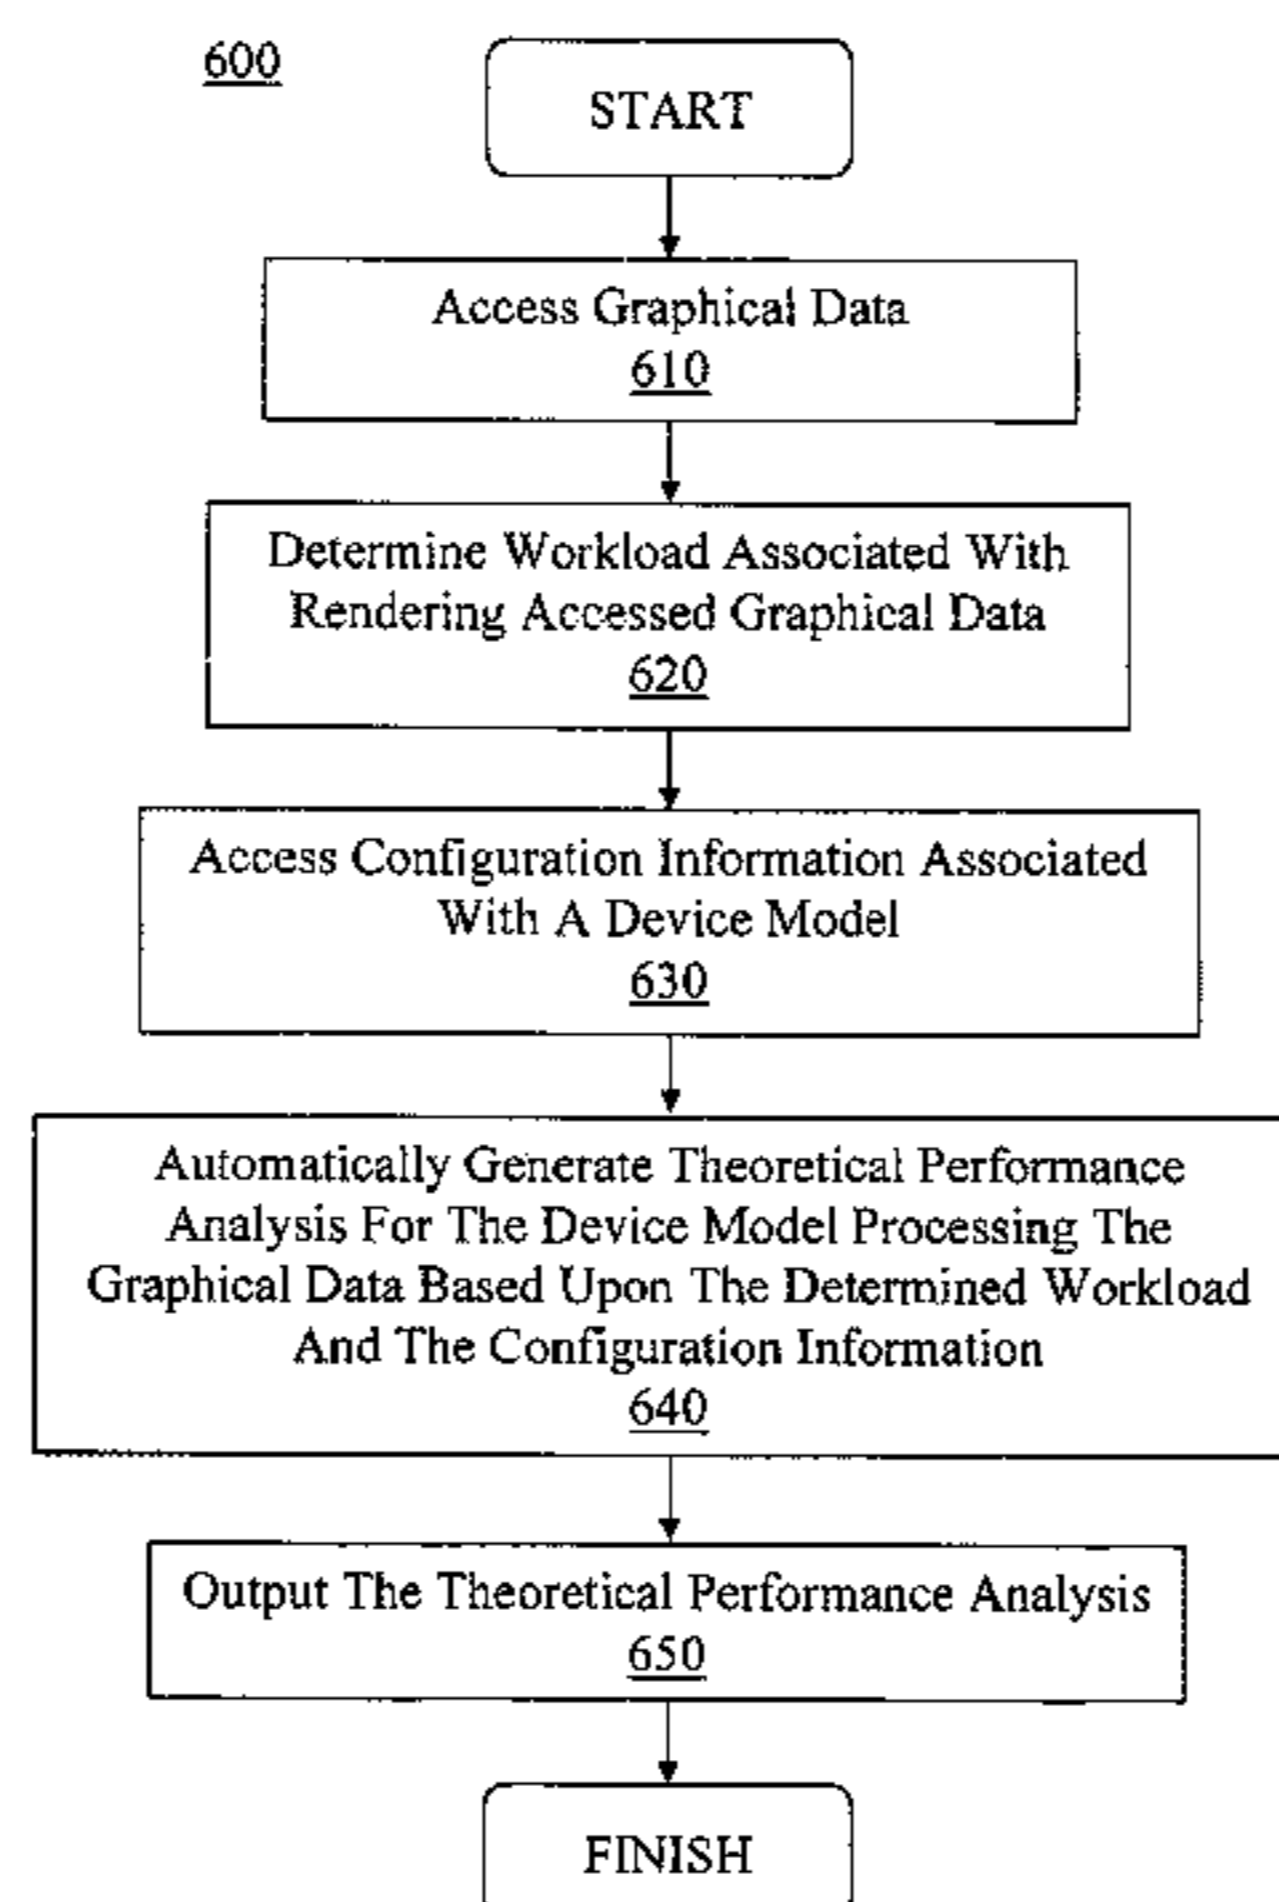 600
START
Access Graphical Data
610
Determine Workload Associated With
Rendering Accessed Graphical Data
620
Access Configuration Information Associated
With A Device Model
630
Automatically Generate Theoretical Performance
Analysis For The Device Model Processing The
Graphical Data Based Upon The Determined Workload
And The Configuration Information
640
Output The Theoretical Performance Analysis
650
FINISH